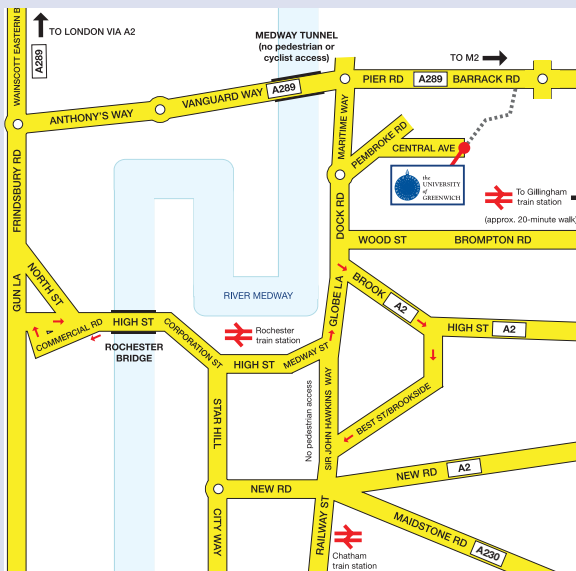 WAINSCOTT EASTERN B
TO LONDON VIA A2
A289
MEDWAY TUNNEL
(no pedestrian or
cyclist access)
TO M2
PIER RD
A289
BARRACK RD
ANTHONY'S WAY
VANGUARD WAY
A289
MARITIME WAY
PEMBROKE RD
CENTRAL AVE
the
UNIVERSITY
of
GREENWICH
To Gillingham
train station
(approx. 20-minute walk)
FRINDSBURY RD
DOCK RD
WOOD ST
BROMPTON RD
NORTH ST
GUN LA
RIVER MEDWAY
GLOBE LA
BROOK
A2
HIGH ST
A2
COMMERCIAL RD
HIGH ST
CORPORATION ST
ROCHESTER
BRIDGE
Rochester
train station
HIGH ST
MEDWAY ST
No pedestrian access
SIR JOHN HAWKINS WAY
BEST ST/BROOKSIDE
STAR HILL
NEW RD
NEW RD
A2
CITY WAY
RAILWAY ST
MAIDSTONE RD
A230
Chatham
train station